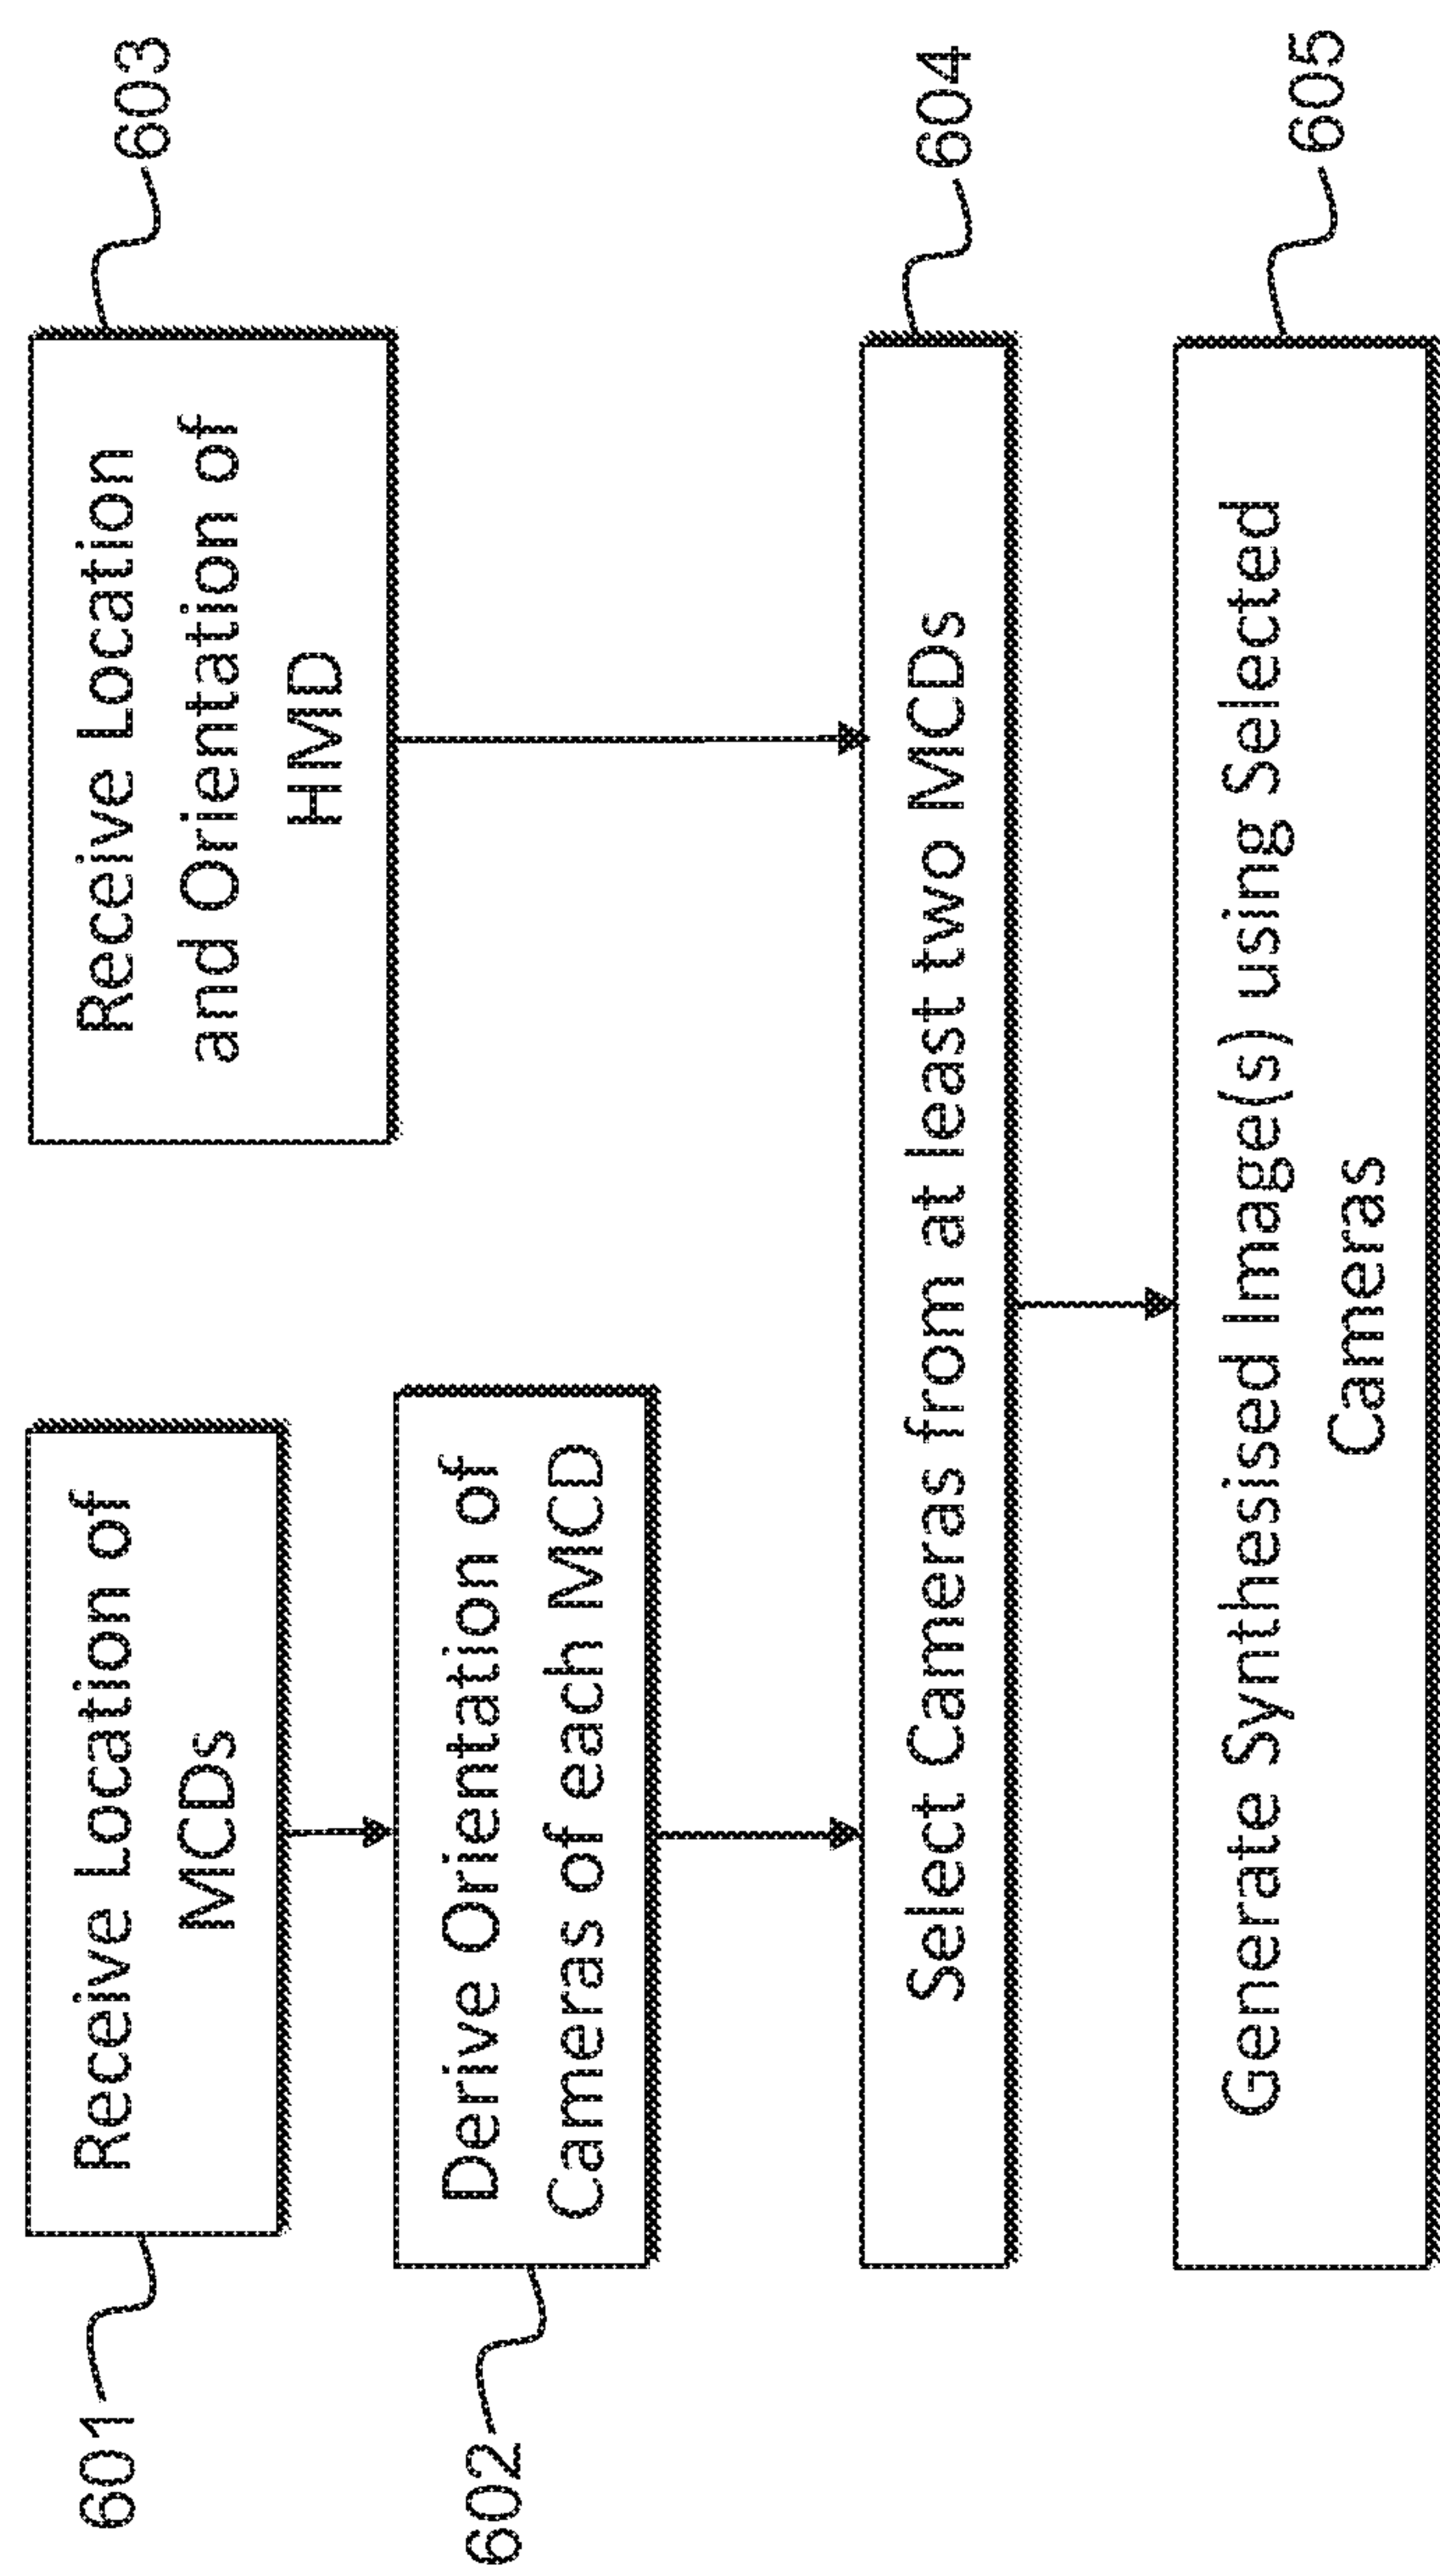 601
Receive Location of
MCDs
602
Derive Orientation of
Cameras of each MCD
Receive Location
and Orientation of
HMD
603
Select Cameras from at least two MCDs
604
Generate Synthesised Image(s) using Selected
Cameras
605